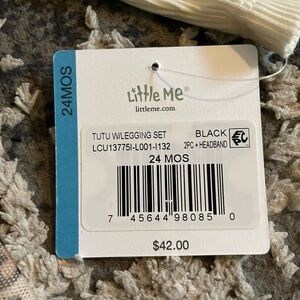 24MOS
Little Me®
littleme.com
TUTU W/LEGGING SET BLACK
LCU13775I-L001-I132 2PC + HEADBAND
24 MOS
7 45644 98085 0
$42.00